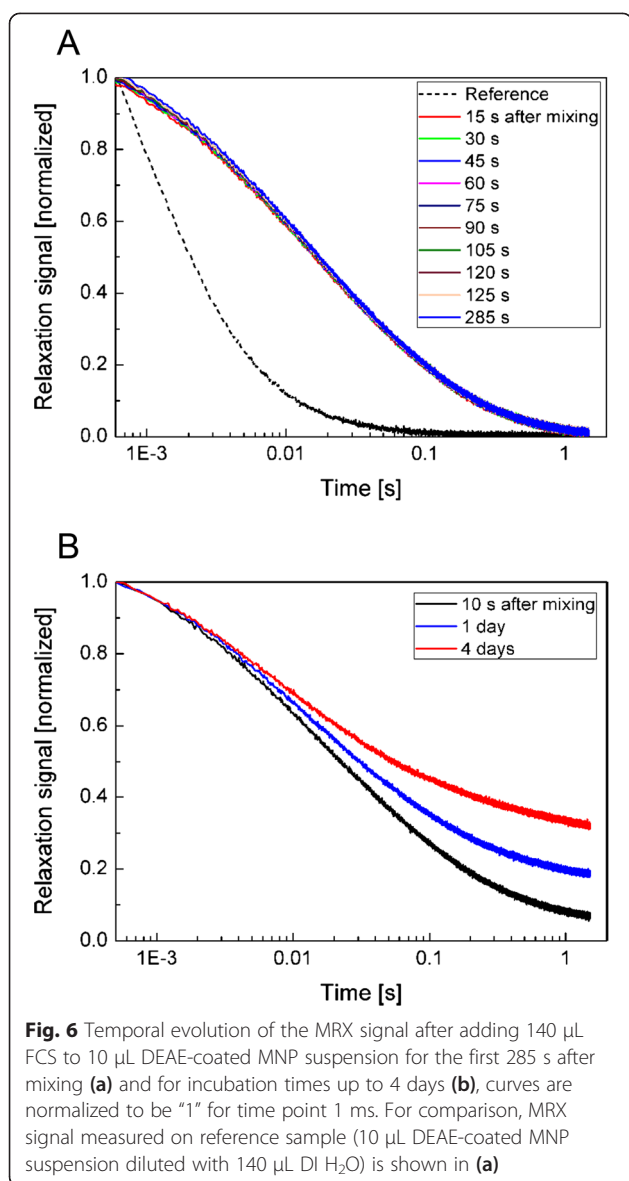 A
1.0
0.8
0.6
0.4
0.2
0.0
Relaxation signal [normalized]
Reference
15 s after mixing
30 s
45 s
60 s
75 s
90 s
105 s
120 s
125 s
285 s
1E-3
0.01
0.1
1
Time [s]
B
1.0
0.8
0.6
0.4
0.2
0.0
Relaxation signal [normalized]
10 s after mixing
1 day
4 days
1E-3
0.01
0.1
1
Time [s]
Fig. 6 Temporal evolution of the MRX signal after adding 140 μL
FCS to 10 μL DEAE-coated MNP suspension for the first 285 s after
mixing (a) and for incubation times up to 4 days (b), curves are
normalized to be “1” for time point 1 ms. For comparison, MRX
signal measured on reference sample (10 μL DEAE-coated MNP
suspension diluted with 140 μL DI H₂O) is shown in (a)